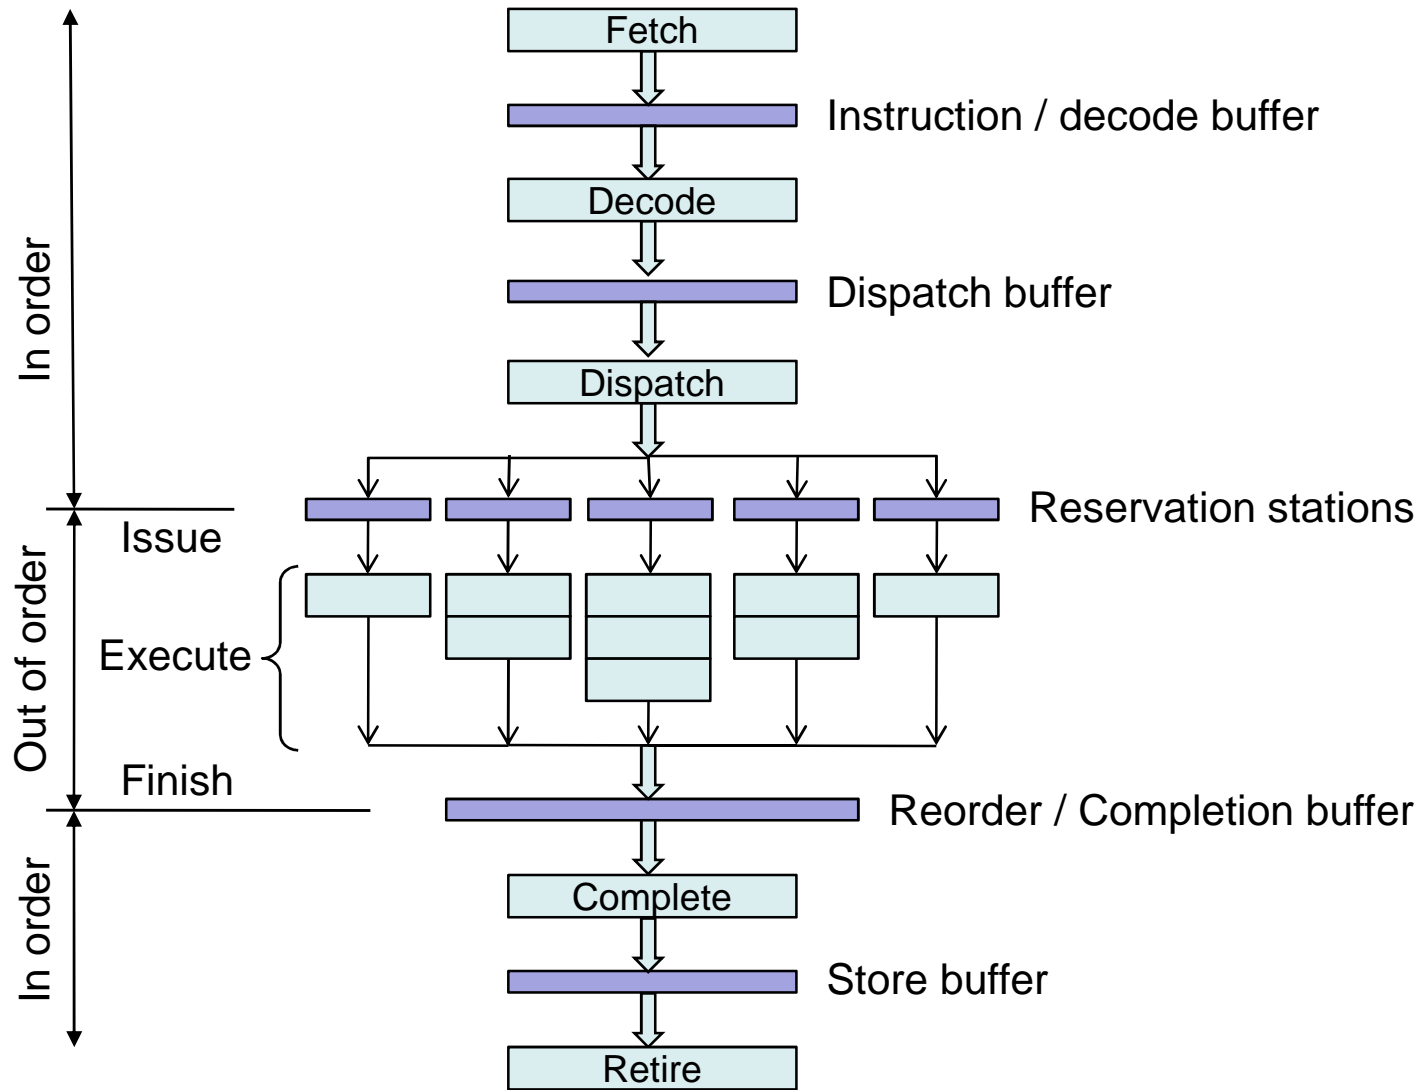 Fetch
Instruction / decode buffer
Decode
In order
Dispatch buffer
Dispatch
Reservation stations
Issue
Out of order
Execute
Finish
Reorder / Completion buffer
Complete
In order
Store buffer
Retire